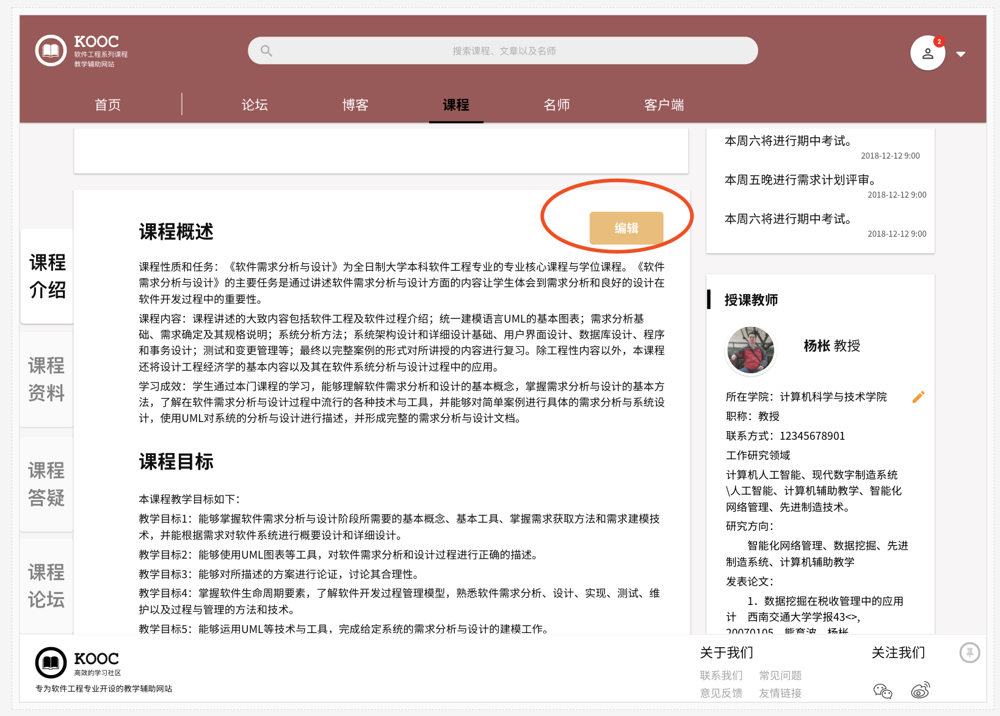 KOOC
软件工程系列课程
教学辅助网站
搜索课程、文章以及名师
2
首页
论坛
博客
课程
名师
客户端
本周六将进行期中考试。
2018-12-12 9:00
本周五晚进行需求计划评审。
2018-12-12 9:00
本周六将进行期中考试。
2018-12-12 9:00
课程
介绍
课程
资料
课程
答疑
课程
论坛
课程概述
编辑
课程性质和任务：《软件需求分析与设计》为全日制大学本科软件工程专业的专业核心课程与学位课程。《软件
需求分析与设计》的主要任务是通过讲述软件需求分析与设计方面的内容让学生体会到需求分析和良好的设计在
软件开发过程中的重要性。
课程内容：课程讲述的大致内容包括软件工程及软件过程介绍；统一建模语言UML的基本图表；需求分析基
础、需求确定及其规格说明；系统分析方法；系统架构设计和详细设计基础、用户界面设计、数据库设计、程序
和事务设计；测试和变更管理等；最终以完整案例的形式对所讲授的内容进行复习。除工程性内容以外，本课程
还将设计工程经济学的基本内容以及其在软件系统分析与设计过程中的应用。
学习成效：学生通过本门课程的学习，能够理解软件需求分析和设计的基本概念，掌握需求分析与设计的基本方
法，了解在软件需求分析与设计过程中流行的各种技术与工具，并能够对简单案例进行具体的需求分析与系统设
计，使用UML对系统的分析与设计进行描述，并形成完整的需求分析与设计文档。
课程目标
本课程教学目标如下：
教学目标1：能够掌握软件需求分析与设计阶段所需要的基本概念、基本工具、掌握需求获取方法和需求建模技
术，并能根据需求对软件系统进行概要设计和详细设计。
教学目标2：能够使用UML图表等工具，对软件需求分析和设计过程进行正确的描述。
教学目标3：能够对所描述的方案进行论证，讨论其合理性。
教学目标4：掌握软件生命周期要素，了解软件开发过程管理模型，熟悉软件需求分析、设计、实现、测试、维
护以及过程与管理的方法和技术。
教学目标5：能够运用UML等技术与工具，完成给定系统的需求分析与设计的建模工作。
授课教师
杨枨 教授
所在学院：计算机科学与技术学院
职称：教授
联系方式：12345678901
工作研究领域
计算机人工智能、现代数字制造系统
\人工智能、计算机辅助教学、智能化
网络管理、先进制造技术。
研究方向：
智能化网络管理、数据挖掘、先进
制造系统、计算机辅助教学
发表论文：
1．数据挖掘在税收管理中的应用
计 西南交通大学学报43<>,
20070105 熊育波 杨枨
KOOC
高效的学习社区
专为软件工程专业开设的教学辅助网站
关于我们
联系我们 常见问题
意见反馈 友情链接
关注我们